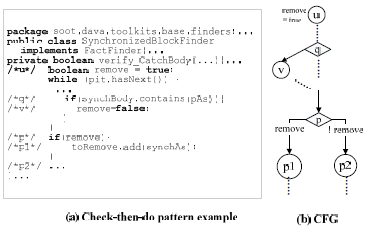 package soot.dava.toolkits.base.finders;...
public class SynchronizedBlockFinder
implements FactFinder{...
private boolean verify_CatchBody(...){...
/*u*/ boolean remove = true;
while (pit.hasNext())
...
/*q*/ if(synchBody.contains(pAs)){
/*v*/ remove=false;
.
.
}
/*p*/ if(remove)
/*p1*/ toRemove.add(synchAs);
}
/*p2*/ ...
}...
(a) Check-then-do pattern example
remove
= true
u
q
v
p
remove
! remove
p1
p2
(b) CFG